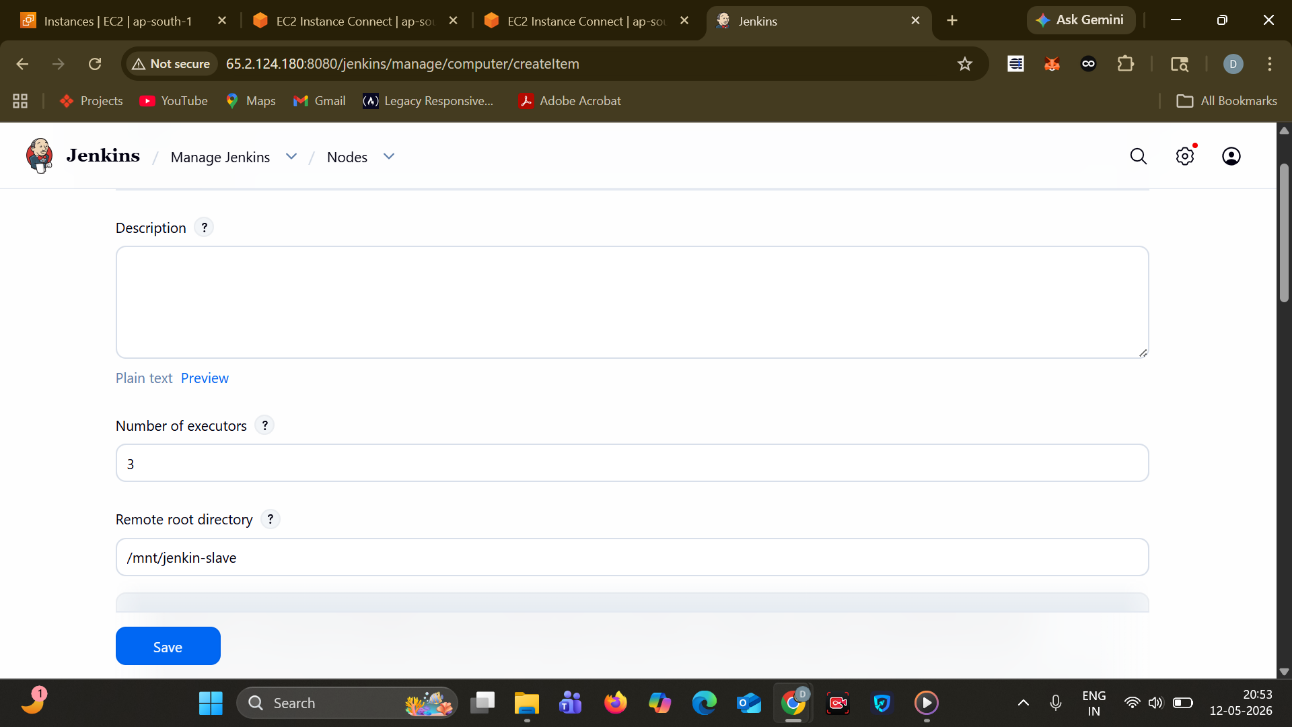 Instances | EC2 | ap-south-1
EC2 Instance Connect | ap-sou
EC2 Instance Connect | ap-sou
Jenkins
Ask Gemini
Not secure
65.2.124.180:8080/jenkins/manage/computer/createItem
D
Projects
YouTube
Maps
Gmail
Legacy Responsive...
Adobe Acrobat
All Bookmarks
Jenkins / Manage Jenkins / Nodes
Description ?
Plain text Preview
Number of executors ?
3
Remote root directory ?
/mnt/jenkin-slave
Save
1
Search
D
ENG
IN
20:53
12-05-2026